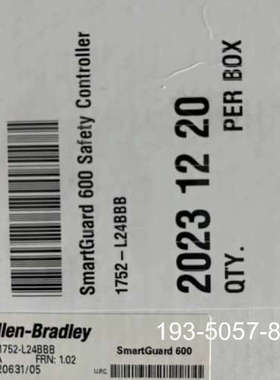 SmartGuard 600 Safety Controller
1752-L24BBB
2023 12 20
QTY. PER BOX
llen-Bradley
1752-L24BBB
A FRN: 1.02
20631/05
SmartGuard 600
U.P.C.
193-5057-8